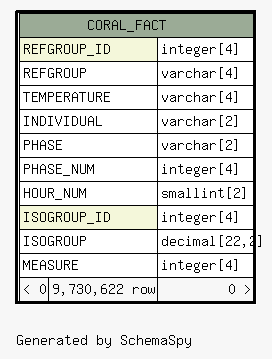 CORAL_FACT
REFGROUP_ID integer[4]
REFGROUP varchar[4]
TEMPERATURE varchar[4]
INDIVIDUAL varchar[2]
PHASE varchar[2]
PHASE_NUM integer[4]
HOUR_NUM smallint[2]
ISOGROUP_ID integer[4]
ISOGROUP decimal[22,2]
MEASURE integer[4]
< 0 9,730,622 row 0 >
Generated by SchemaSpy